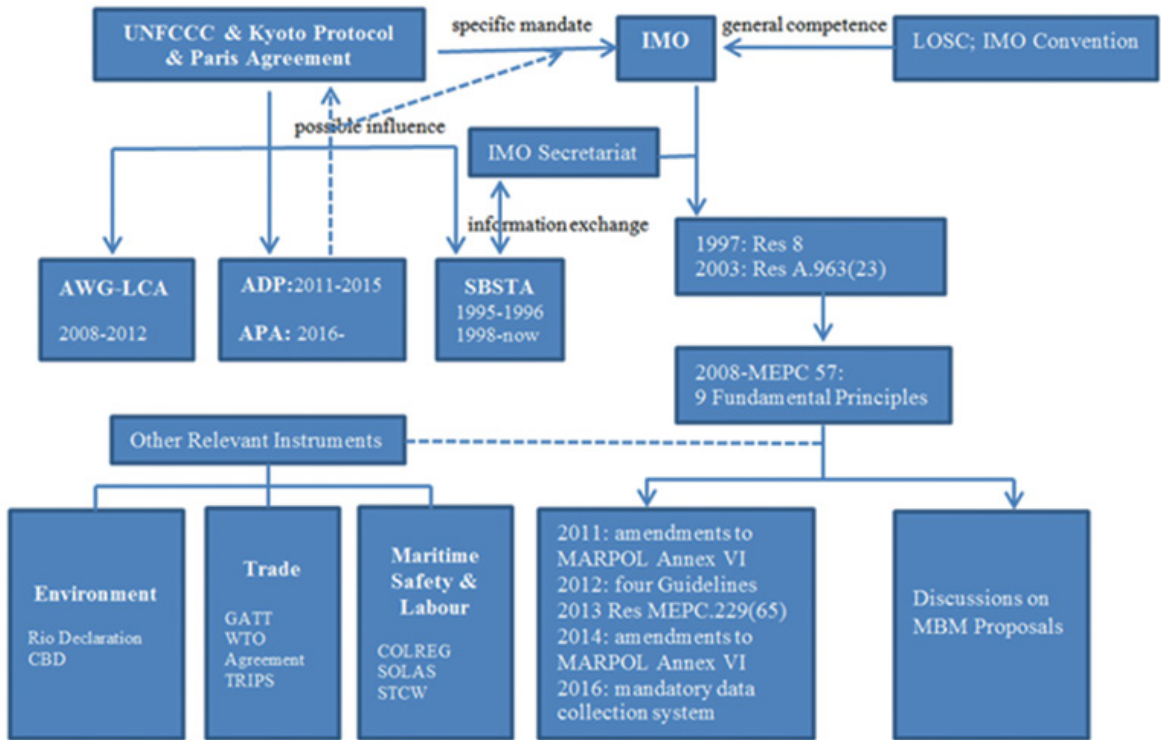 UNFCCC & Kyoto Protocol
& Paris Agreement
specific mandate
IMO
general competence
LOSC; IMO Convention
possible influence
IMO Secretariat
information exchange
1997: Res 8
2003: Res A.963(23)
AWG-LCA
2008-2012
ADP:2011-2015
APA: 2016-
SBSTA
1995-1996
1998-now
2008-MEPC 57:
9 Fundamental Principles
Other Relevant Instruments
Environment
Rio Declaration
CBD
Trade
GATT
WTO
Agreement
TRIPS
Maritime
Safety &
Labour
COLREG
SOLAS
STCW
2011: amendments to
MARPOL Annex VI
2012: four Guidelines
2013 Res MEPC.229(65)
2014: amendments to
MARPOL Annex VI
2016: mandatory data
collection system
Discussions on
MBM Proposals